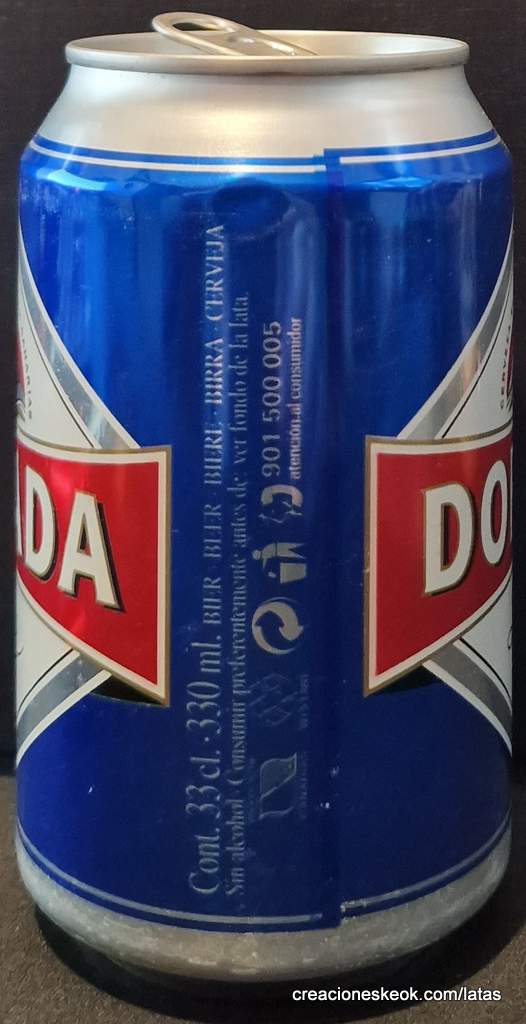 ADA
DO
Cont. 33 cl. · 330 ml. BIER · BEER · BIERE · BIRRA · CERVEJA
Sin alcohol · Consumir preferentemente antes de: ver fondo de la lata.
901 500 005
atención al consumidor
creacioneskeok.com/latas